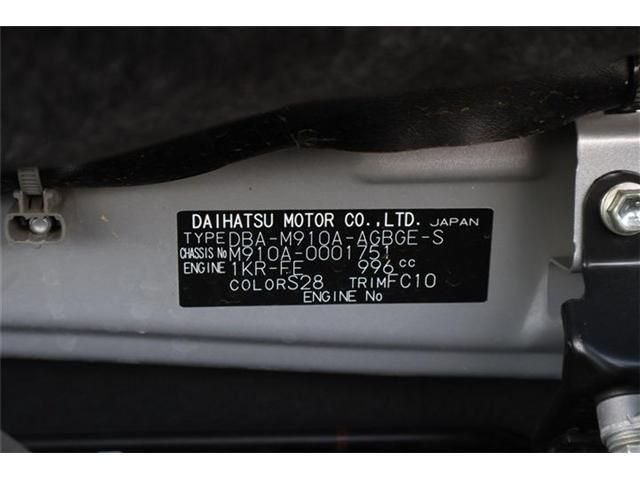 DAIHATSU MOTOR CO.,LTD. JAPAN
TYPE DBA-M910A-AGBGE-S
CHASSIS No M910A-0001751
ENGINE 1KR-FE 996 cc
COLOR S28 TRIM FC10
ENGINE No